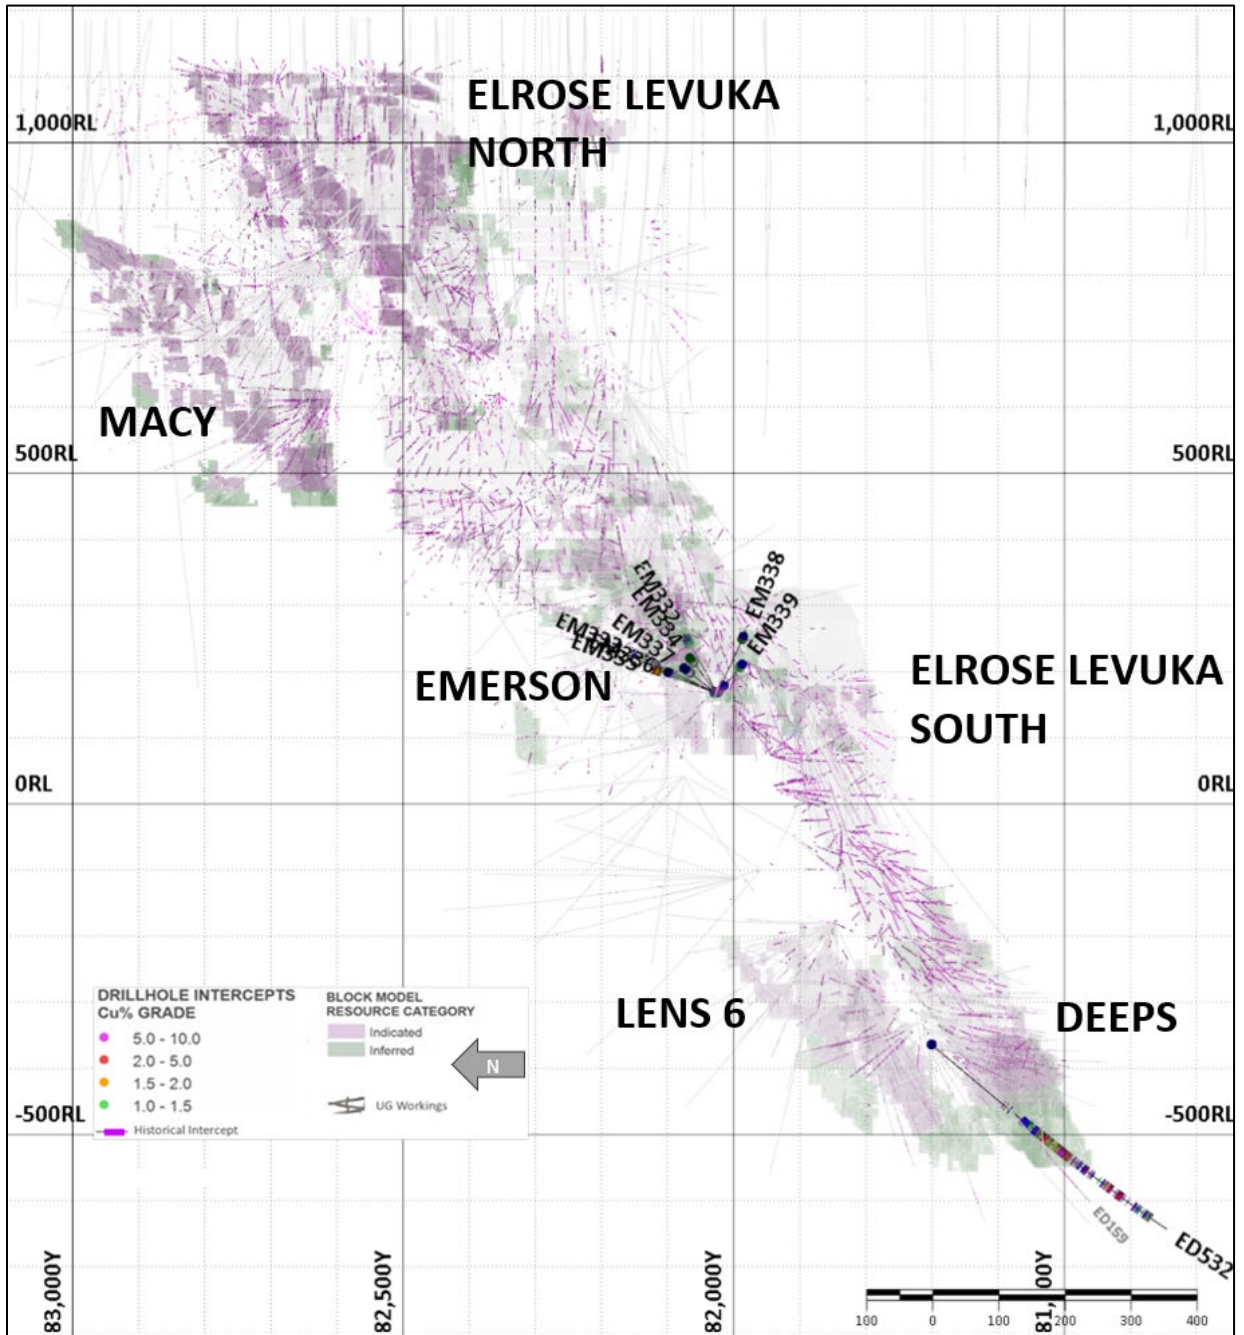 ELROSE LEVUKA
NORTH
1,000RL
1,000RL
MACY
500RL
500RL
EM338
EM339
EM332
EM334
EM337
EM335
EMERSON
ELROSE LEVUKA
SOUTH
0RL
0RL
LENS 6
DEEPS
DRILLHOLE INTERCEPTS
Cu% GRADE
5.0 - 10.0
2.0 - 5.0
1.5 - 2.0
1.0 - 1.5
Historical Intercept
BLOCK MODEL
RESOURCE CATEGORY
Indicated
Inferred
UG Workings
N
-500RL
-500RL
ED159
ED532
83,000Y
82,500Y
82,000Y
100
0
100
200
300
400